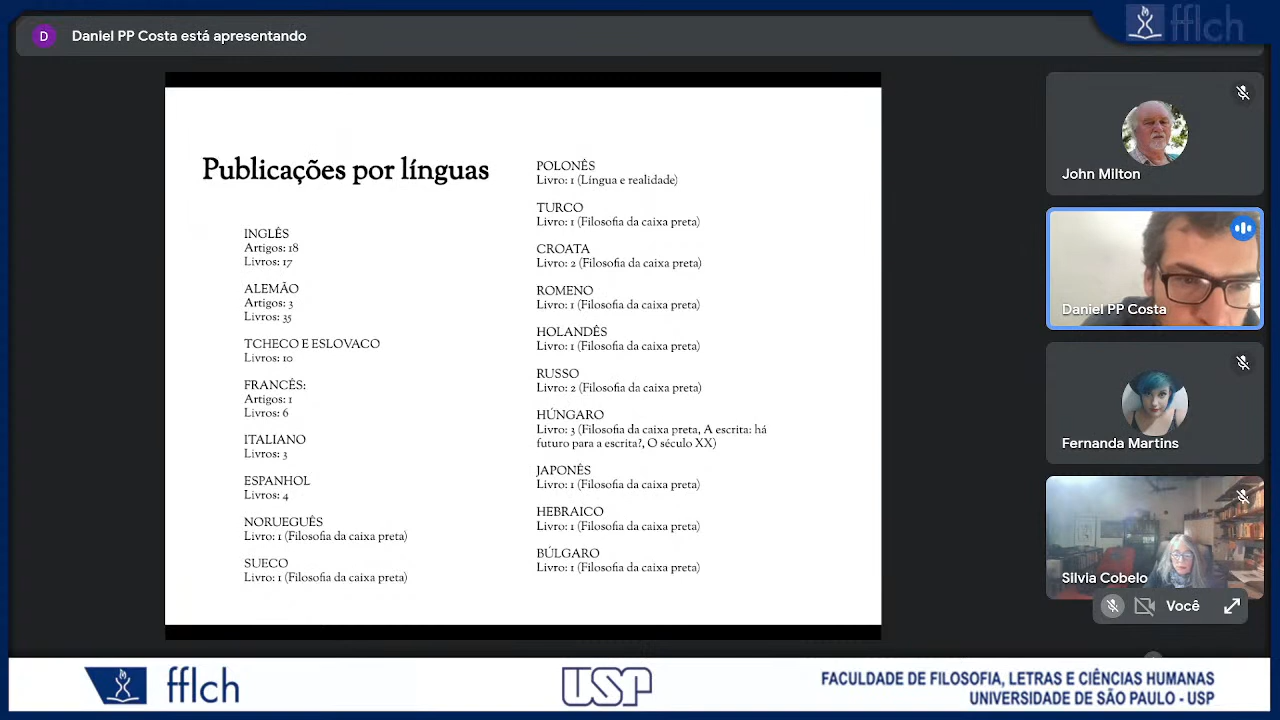 D
Daniel PP Costa está apresentando
fflch
Publicações por línguas
INGLÊS
Artigos: 18
Livros: 17
ALEMÃO
Artigos: 3
Livros: 35
TCHECO E ESLOVACO
Livros: 10
FRANCÊS:
Artigos: 1
Livros: 6
ITALIANO
Livros: 3
ESPANHOL
Livros: 4
NORUEGUÊS
Livro: 1 (Filosofia da caixa preta)
SUECO
Livro: 1 (Filosofia da caixa preta)
POLONÊS
Livro: 1 (Língua e realidade)
TURCO
Livro: 1 (Filosofia da caixa preta)
CROATA
Livro: 2 (Filosofia da caixa preta)
ROMENO
Livro: 1 (Filosofia da caixa preta)
HOLANDÊS
Livro: 1 (Filosofia da caixa preta)
RUSSO
Livro: 2 (Filosofia da caixa preta)
HÚNGARO
Livro: 3 (Filosofia da caixa preta, A escrita: há
futuro para a escrita?, O século XX)
JAPONÊS
Livro: 1 (Filosofia da caixa preta)
HEBRAICO
Livro: 1 (Filosofia da caixa preta)
BÚLGARO
Livro: 1 (Filosofia da caixa preta)
John Milton
Daniel PP Costa
Fernanda Martins
Silvia Cobelo
Você
fflch
USP
FACULDADE DE FILOSOFIA, LETRAS E CIÊNCIAS HUMANAS
UNIVERSIDADE DE SÃO PAULO - USP